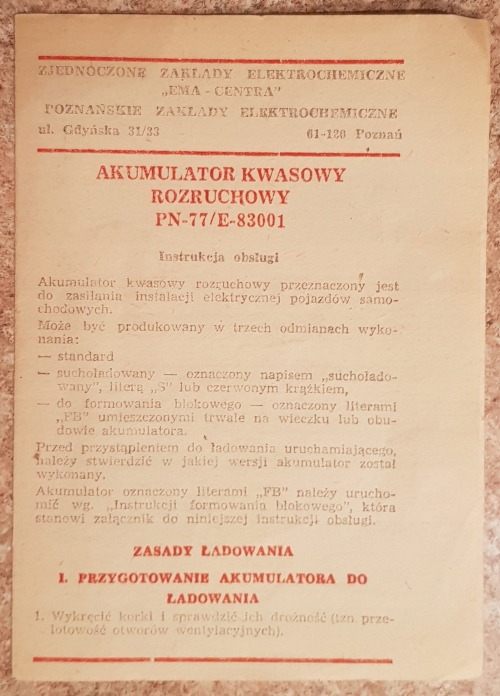 ZJEDNOCZONE ZAKŁADY ELEKTROCHEMICZNE
„EMA - CENTRA”
POZNAŃSKIE ZAKŁADY ELEKTROCHEMICZNE
ul. Gdyńska 31/33 61-120 Poznań
AKUMULATOR KWASOWY
ROZRUCHOWY
PN-77/E-83001
Instrukcja obsługi
Akumulator kwasowy rozruchowy przeznaczony jest
do zasilania instalacji elektrycznej pojazdów samo-
chodowych.
Może być produkowany w trzech odmianach wyko-
nania:
— standard
— suchoładowany — oznaczony napisem „suchołado-
wany”, literą „S” lub czerwonym krążkiem,
— do formowania blokowego — oznaczony literami
„FB” umieszczonymi trwale na wieczku lub obu-
dowie akumulatora.
Przed przystąpieniem do ładowania uruchamiającego,
należy stwierdzić w jakiej wersji akumulator został
wykonany.
Akumulator oznaczony literami „FB” należy urucho-
mić wg. „Instrukcji formowania blokowego”, która
stanowi załącznik do niniejszej instrukcji obsługi.
ZASADY ŁADOWANIA
I. PRZYGOTOWANIE AKUMULATORA DO
ŁADOWANIA
1. Wykręcić korki i sprawdzić ich drożność (tzn. prze-
lotowość otworów wentylacyjnych).